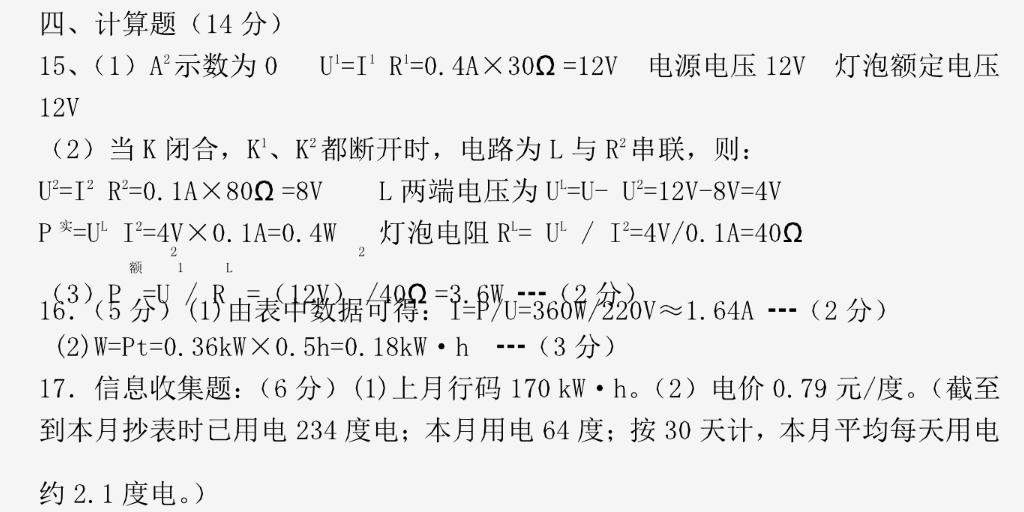 四、计算题（14 分）
15、（1）A²示数为 0 U¹=I¹ R¹=0.4A×30Ω=12V 电源电压 12V 灯泡额定电压
12V
（2）当 K 闭合，K¹、K²都断开时，电路为 L 与 R²串联，则：
U²=I² R²=0.1A×80Ω=8V L 两端电压为 Uᴸ=U- U²=12V-8V=4V
P 实=Uᴸ I²=4V×0.1A=0.4W 灯泡电阻 Rᴸ= Uᴸ / I²=4V/0.1A=40Ω
（3）P额=U₁² / R L =（12V）²/40Ω=3.6W ---（2 分）
16.（5 分）(1)由表中数据可得：I=P/U=360W/220V≈1.64A ---（2 分）
(2)W=Pt=0.36kW×0.5h=0.18kW·h ---（3 分）
17. 信息收集题：（6 分）(1)上月行码 170 kW·h。（2）电价 0.79 元/度。（截至
到本月抄表时已用电 234 度电；本月用电 64 度；按 30 天计，本月平均每天用电
约 2.1 度电。）